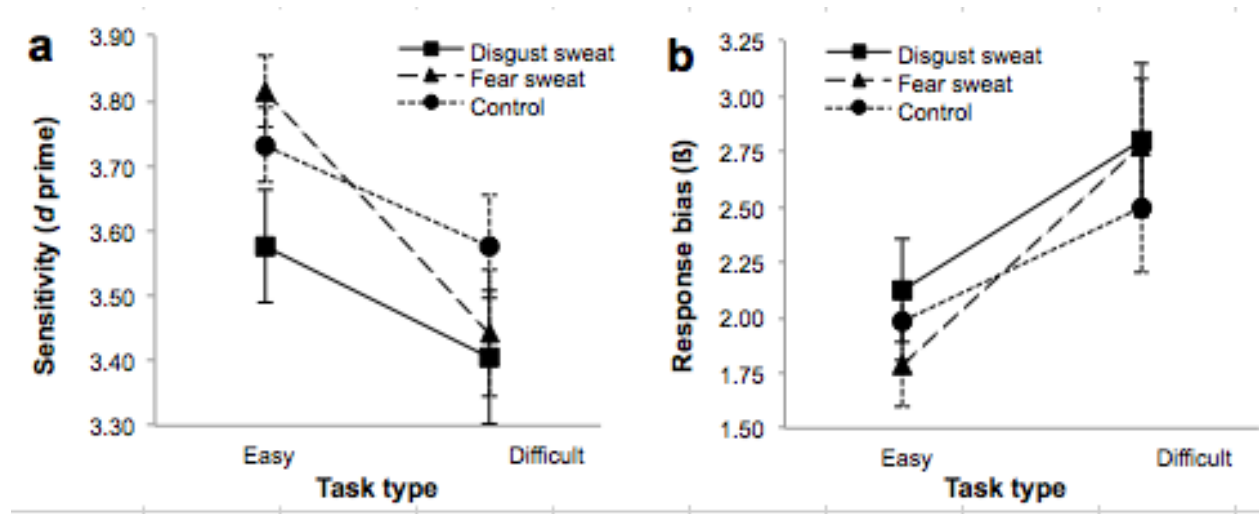 a
3.90
3.80
3.70
3.60
3.50
3.40
3.30
Sensitivity (d prime)
Disgust sweat
Fear sweat
Control
Easy
Difficult
Task type
b
3.25
3.00
2.75
2.50
2.25
2.00
1.75
1.50
Response bias (ß)
Disgust sweat
Fear sweat
Control
Easy
Difficult
Task type